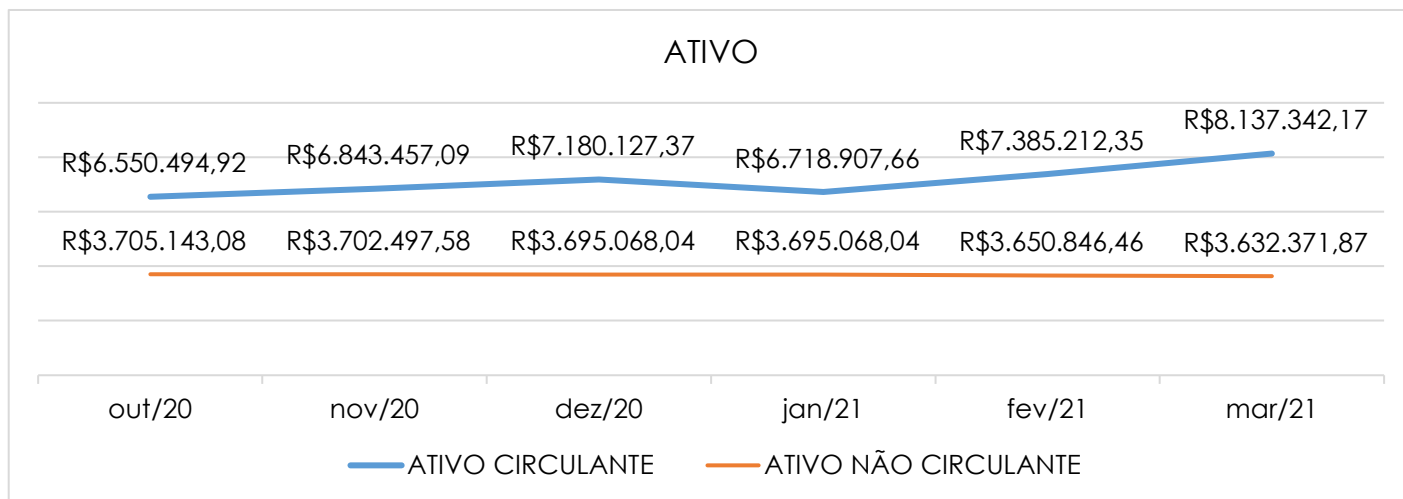 ATIVO
R$6.550.494,92 R$6.843.457,09 R$7.180.127,37 R$6.718.907,66 R$7.385.212,35 R$8.137.342,17
R$3.705.143,08 R$3.702.497,58 R$3.695.068,04 R$3.695.068,04 R$3.650.846,46 R$3.632.371,87
out/20 nov/20 dez/20 jan/21 fev/21 mar/21
ATIVO CIRCULANTE ATIVO NÃO CIRCULANTE